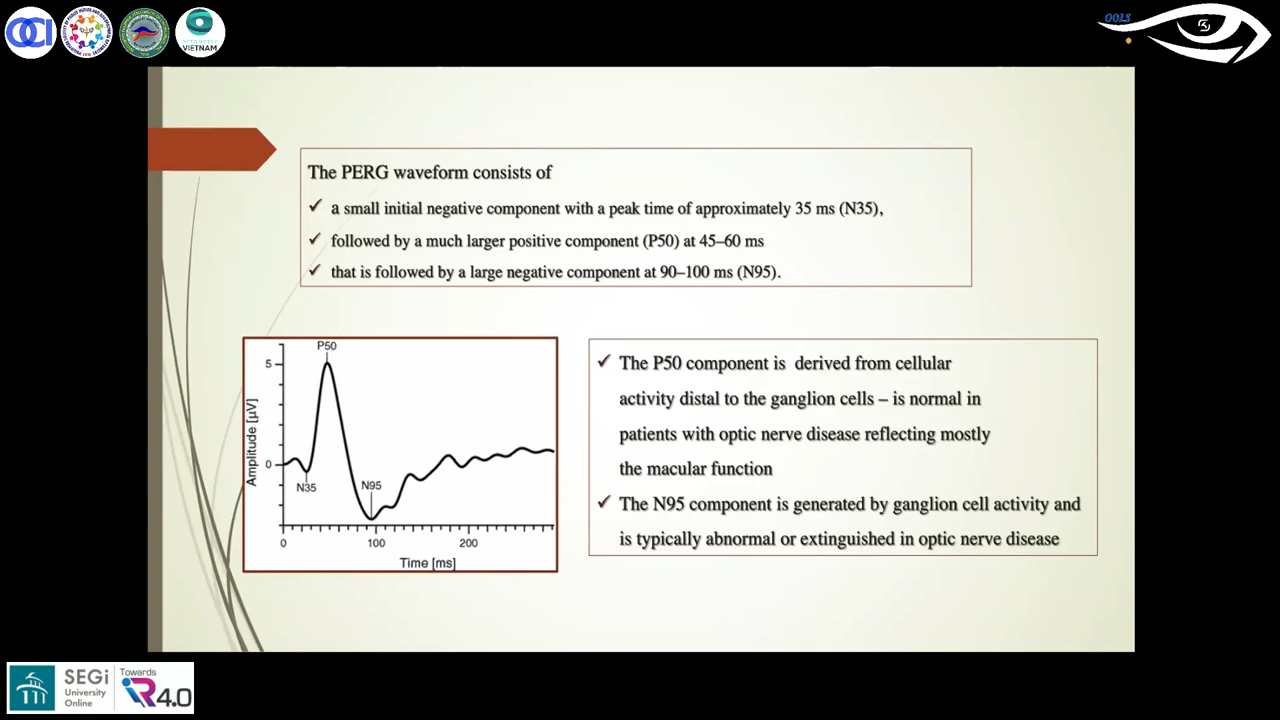 OCI
VIETNAM
OOLS
The PERG waveform consists of
✓ a small initial negative component with a peak time of approximately 35 ms (N35),
✓ followed by a much larger positive component (P50) at 45–60 ms
✓ that is followed by a large negative component at 90–100 ms (N95).
P50
5
0
N35
N95
Amplitude [µV]
0 100 200
Time [ms]
✓ The P50 component is derived from cellular
activity distal to the ganglion cells – is normal in
patients with optic nerve disease reflecting mostly
the macular function
✓ The N95 component is generated by ganglion cell activity and
is typically abnormal or extinguished in optic nerve disease
SEGi
University
Online
Towards
iR4.0